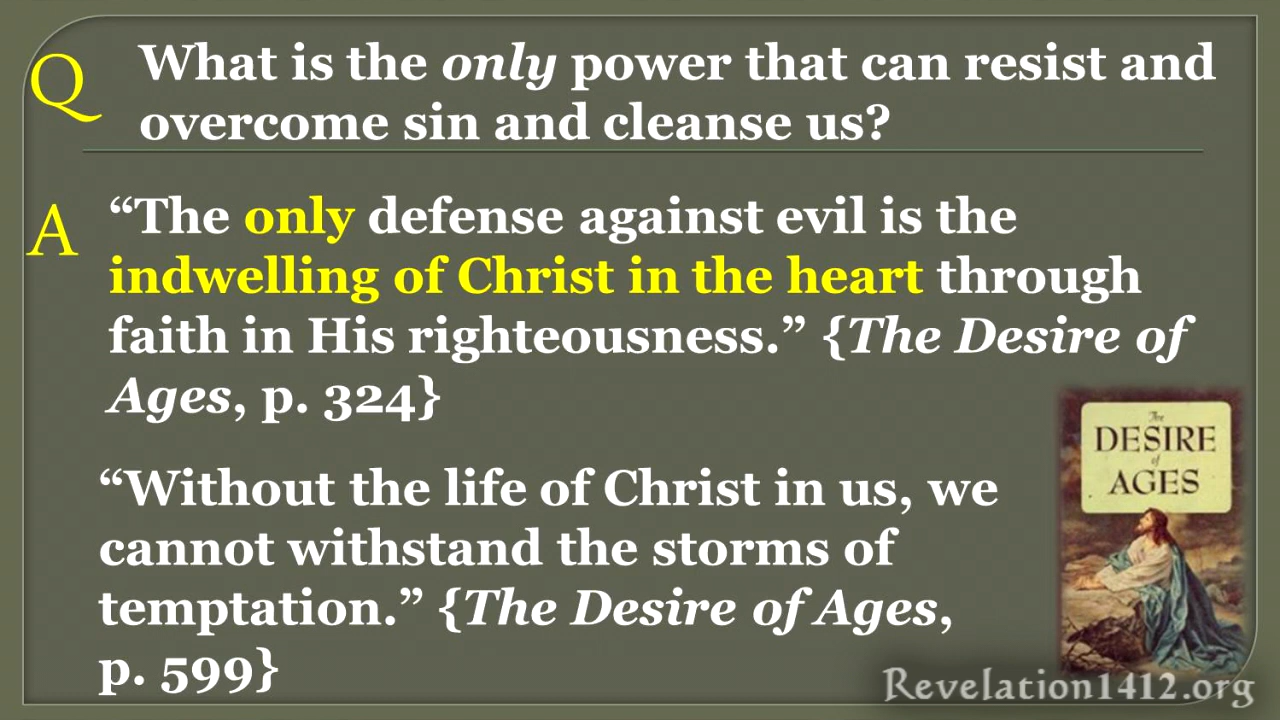 Q
What is the only power that can resist and
overcome sin and cleanse us?
A
“The only defense against evil is the
indwelling of Christ in the heart through
faith in His righteousness.” {The Desire of
Ages, p. 324}
“Without the life of Christ in us, we
cannot withstand the storms of
temptation.” {The Desire of Ages,
p. 599}
The
DESIRE
of
AGES
Revelation1412.org